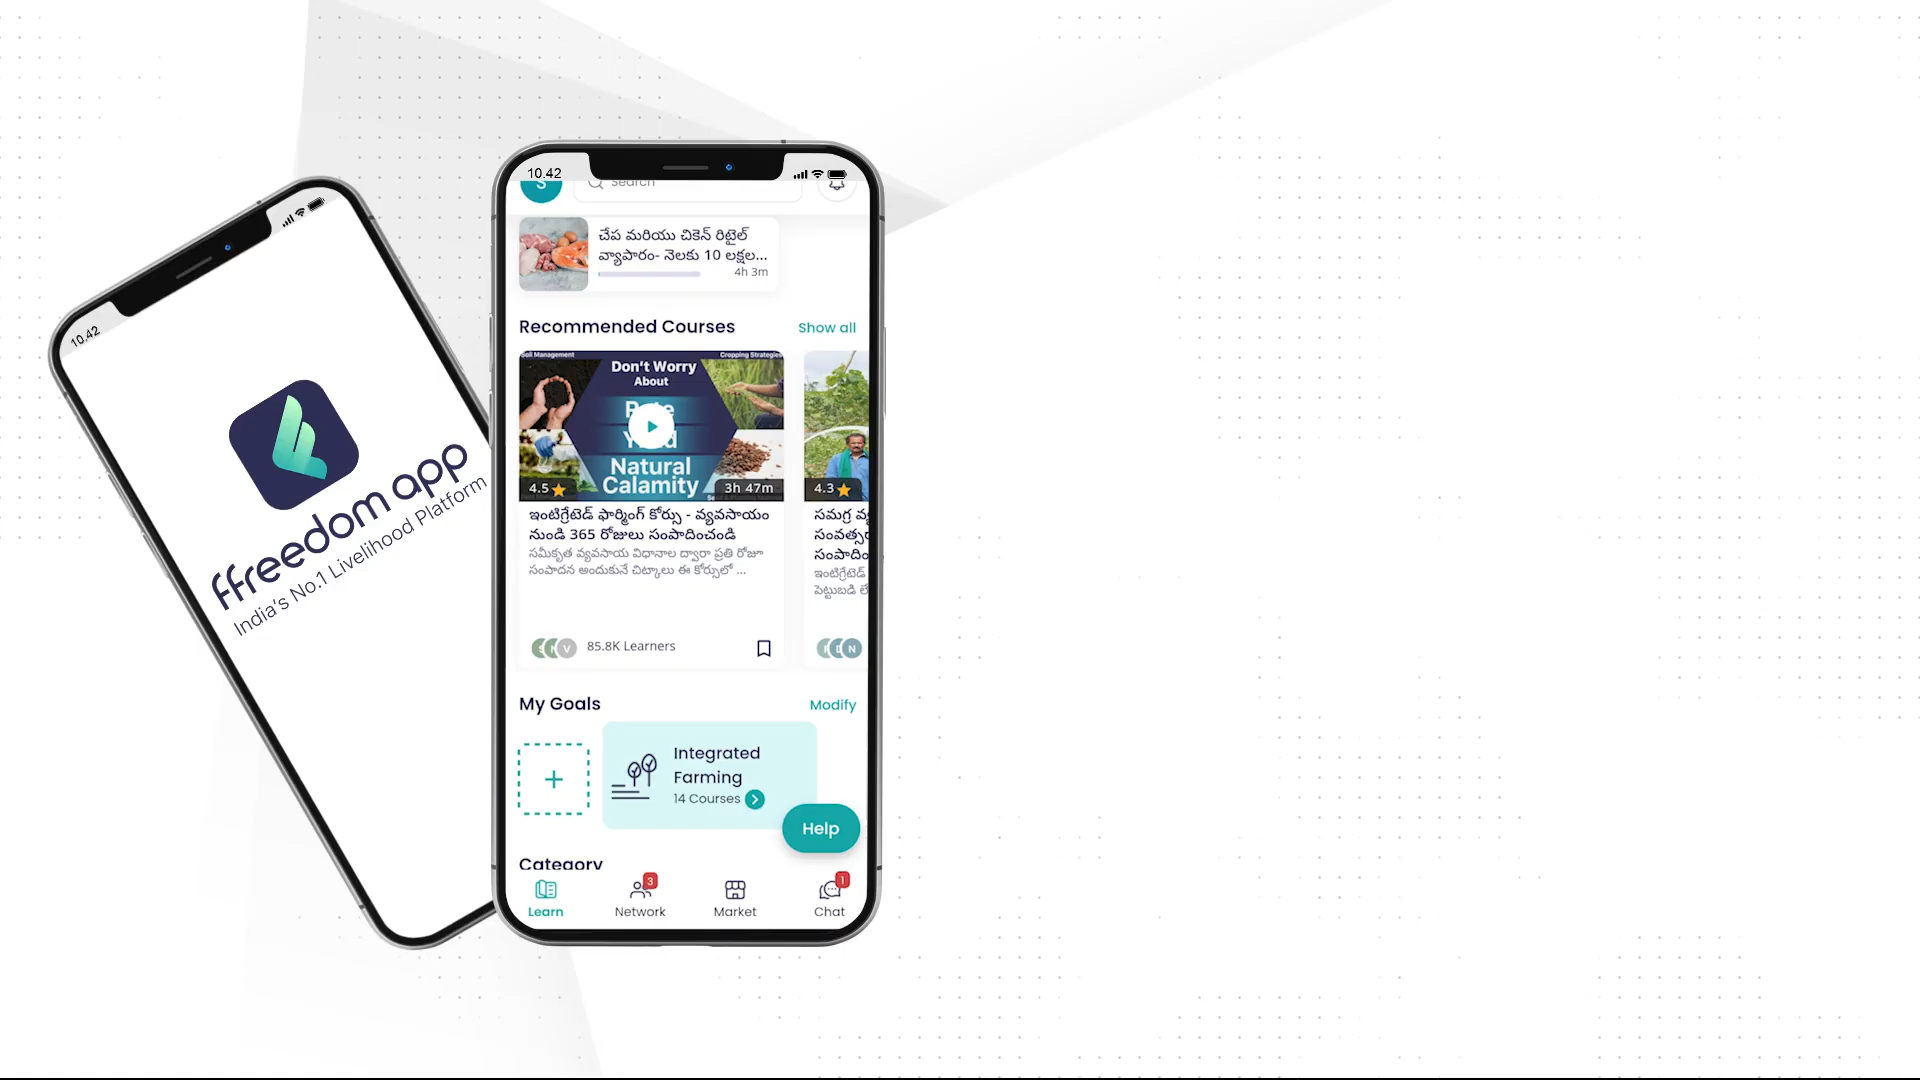 10.42
ffreedom app
India's No.1 Livelihood Platform
10.42
S
Search
చేప మరియు చికెన్ రిటైల్
వ్యాపారం- నెలకు 10 లక్షల...
4h 3m
Recommended Courses
Show all
Soil Management
Cropping Strategies
Don't Worry
About
Natural
Calamity
4.5
3h 47m
4.3
ఇంటిగ్రేటెడ్ ఫార్మింగ్ కోర్సు - వ్యవసాయం
నుండి 365 రోజులు సంపాదించండి
సమీకృత వ్యవసాయ విధానాల ద్వారా ప్రతి రోజూ
సంపాదన అందుకునే చిట్కాలు ఈ కోర్సులో ...
సమగ్ర
ఇంటిగ్రేటెడ్
పెట్టుబడి
V
85.8K Learners
N
My Goals
Modify
+
Integrated
Farming
14 Courses
Help
Category
3
1
Learn
Network
Market
Chat